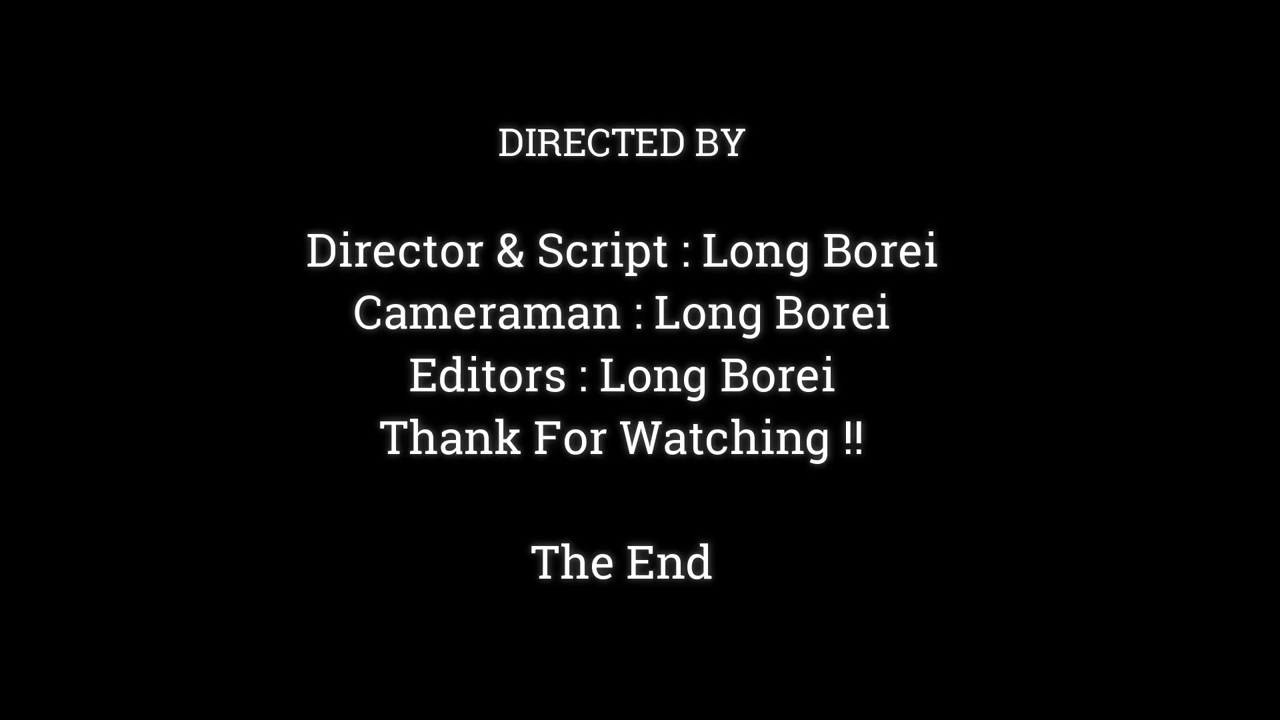 DIRECTED BY
Director & Script : Long Borei
Cameraman : Long Borei
Editors : Long Borei
Thank For Watching !!
The End